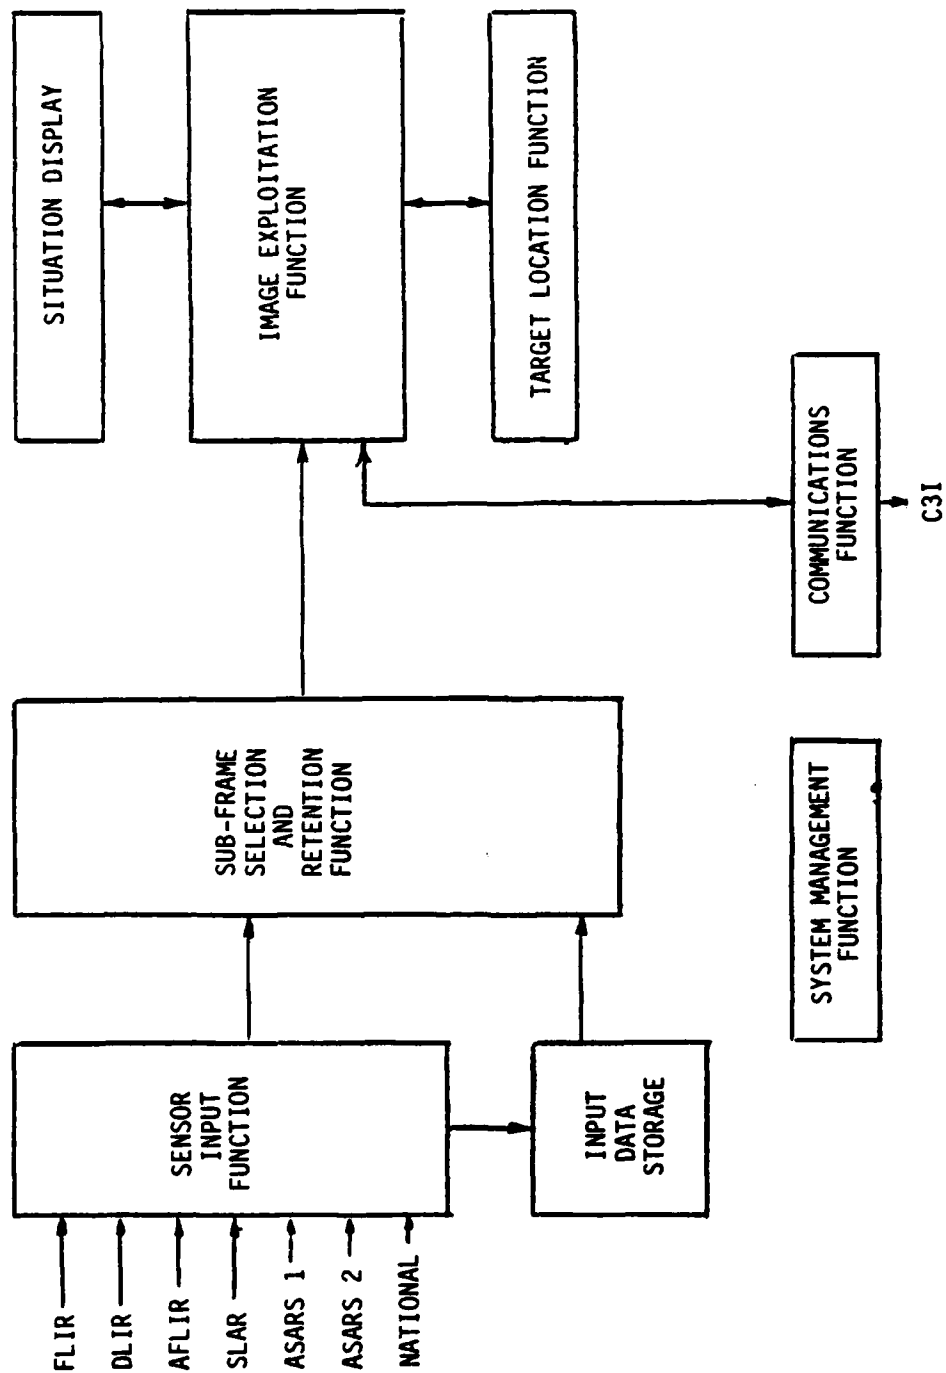 FLIR
DLIR
AFLIR
SLAR
ASARS 1
ASARS 2
NATIONAL
SENSOR
INPUT
FUNCTION
INPUT
DATA
STORAGE
SUB-FRAME
SELECTION
AND
RETENTION
FUNCTION
SYSTEM MANAGEMENT
FUNCTION
SITUATION DISPLAY
IMAGE EXPLOITATION
FUNCTION
TARGET LOCATION FUNCTION
COMMUNICATIONS
FUNCTION
C3I